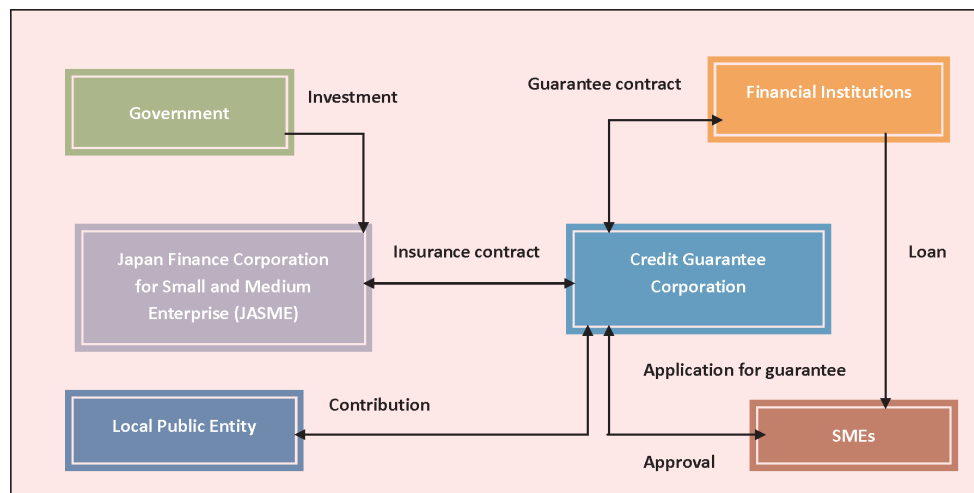 Government
Investment
Guarantee contract
Financial Institutions
Japan Finance Corporation
for Small and Medium
Enterprise (JASME)
Insurance contract
Credit Guarantee
Corporation
Loan
Local Public Entity
Contribution
Application for guarantee
Approval
SMEs